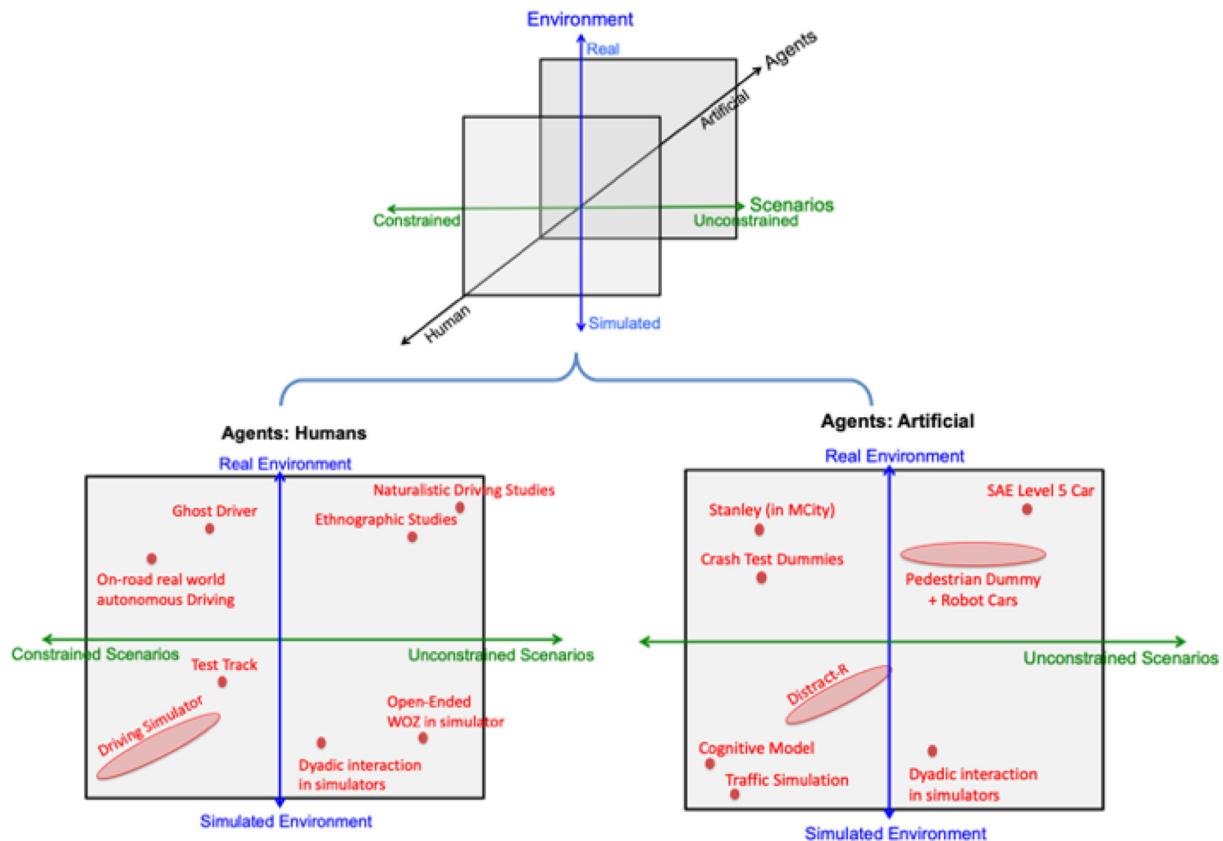 Environment
Real
Agents
Artificial
Scenarios
Constrained
Unconstrained
Human
Simulated
Agents: Humans
Real Environment
Naturalistic Driving Studies
Ghost Driver
Ethnographic Studies
On-road real world
autonomous Driving
Constrained Scenarios
Unconstrained Scenarios
Test Track
Driving Simulator
Open-Ended
WOZ in simulator
Dyadic interaction
in simulators
Simulated Environment
Agents: Artificial
Real Environment
SAE Level 5 Car
Stanley (in MCity)
Crash Test Dummies
Pedestrian Dummy
+ Robot Cars
Unconstrained Scenarios
Distract-R
Cognitive Model
Traffic Simulation
Dyadic interaction
in simulators
Simulated Environment